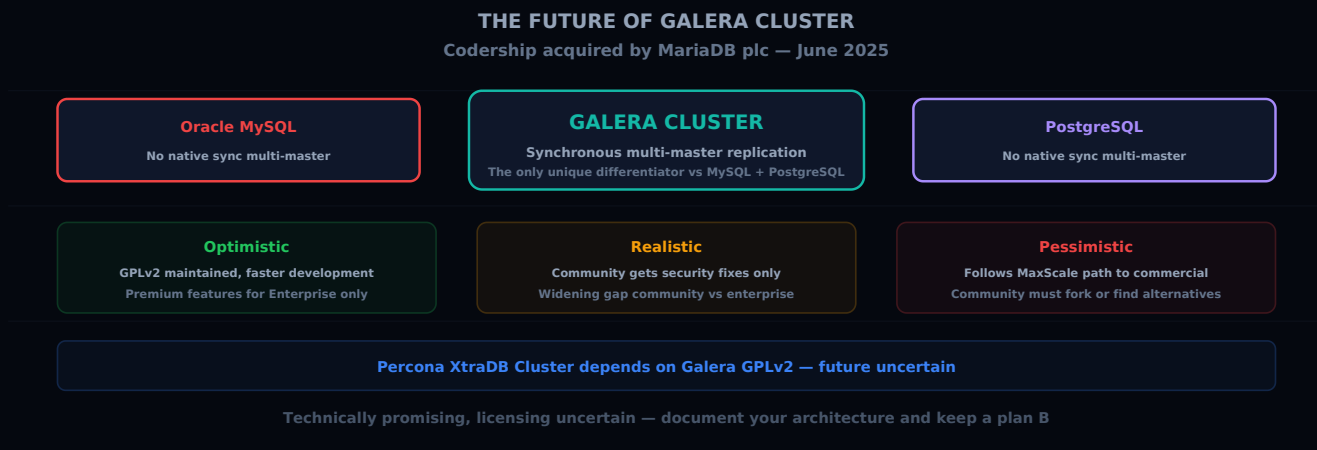 THE FUTURE OF GALERA CLUSTER
Codership acquired by MariaDB plc — June 2025
Oracle MySQL
No native sync multi-master
GALERA CLUSTER
Synchronous multi-master replication
The only unique differentiator vs MySQL + PostgreSQL
PostgreSQL
No native sync multi-master
Optimistic
GPLv2 maintained, faster development
Premium features for Enterprise only
Realistic
Community gets security fixes only
Widening gap community vs enterprise
Pessimistic
Follows MaxScale path to commercial
Community must fork or find alternatives
Percona XtraDB Cluster depends on Galera GPLv2 — future uncertain
Technically promising, licensing uncertain — document your architecture and keep a plan B